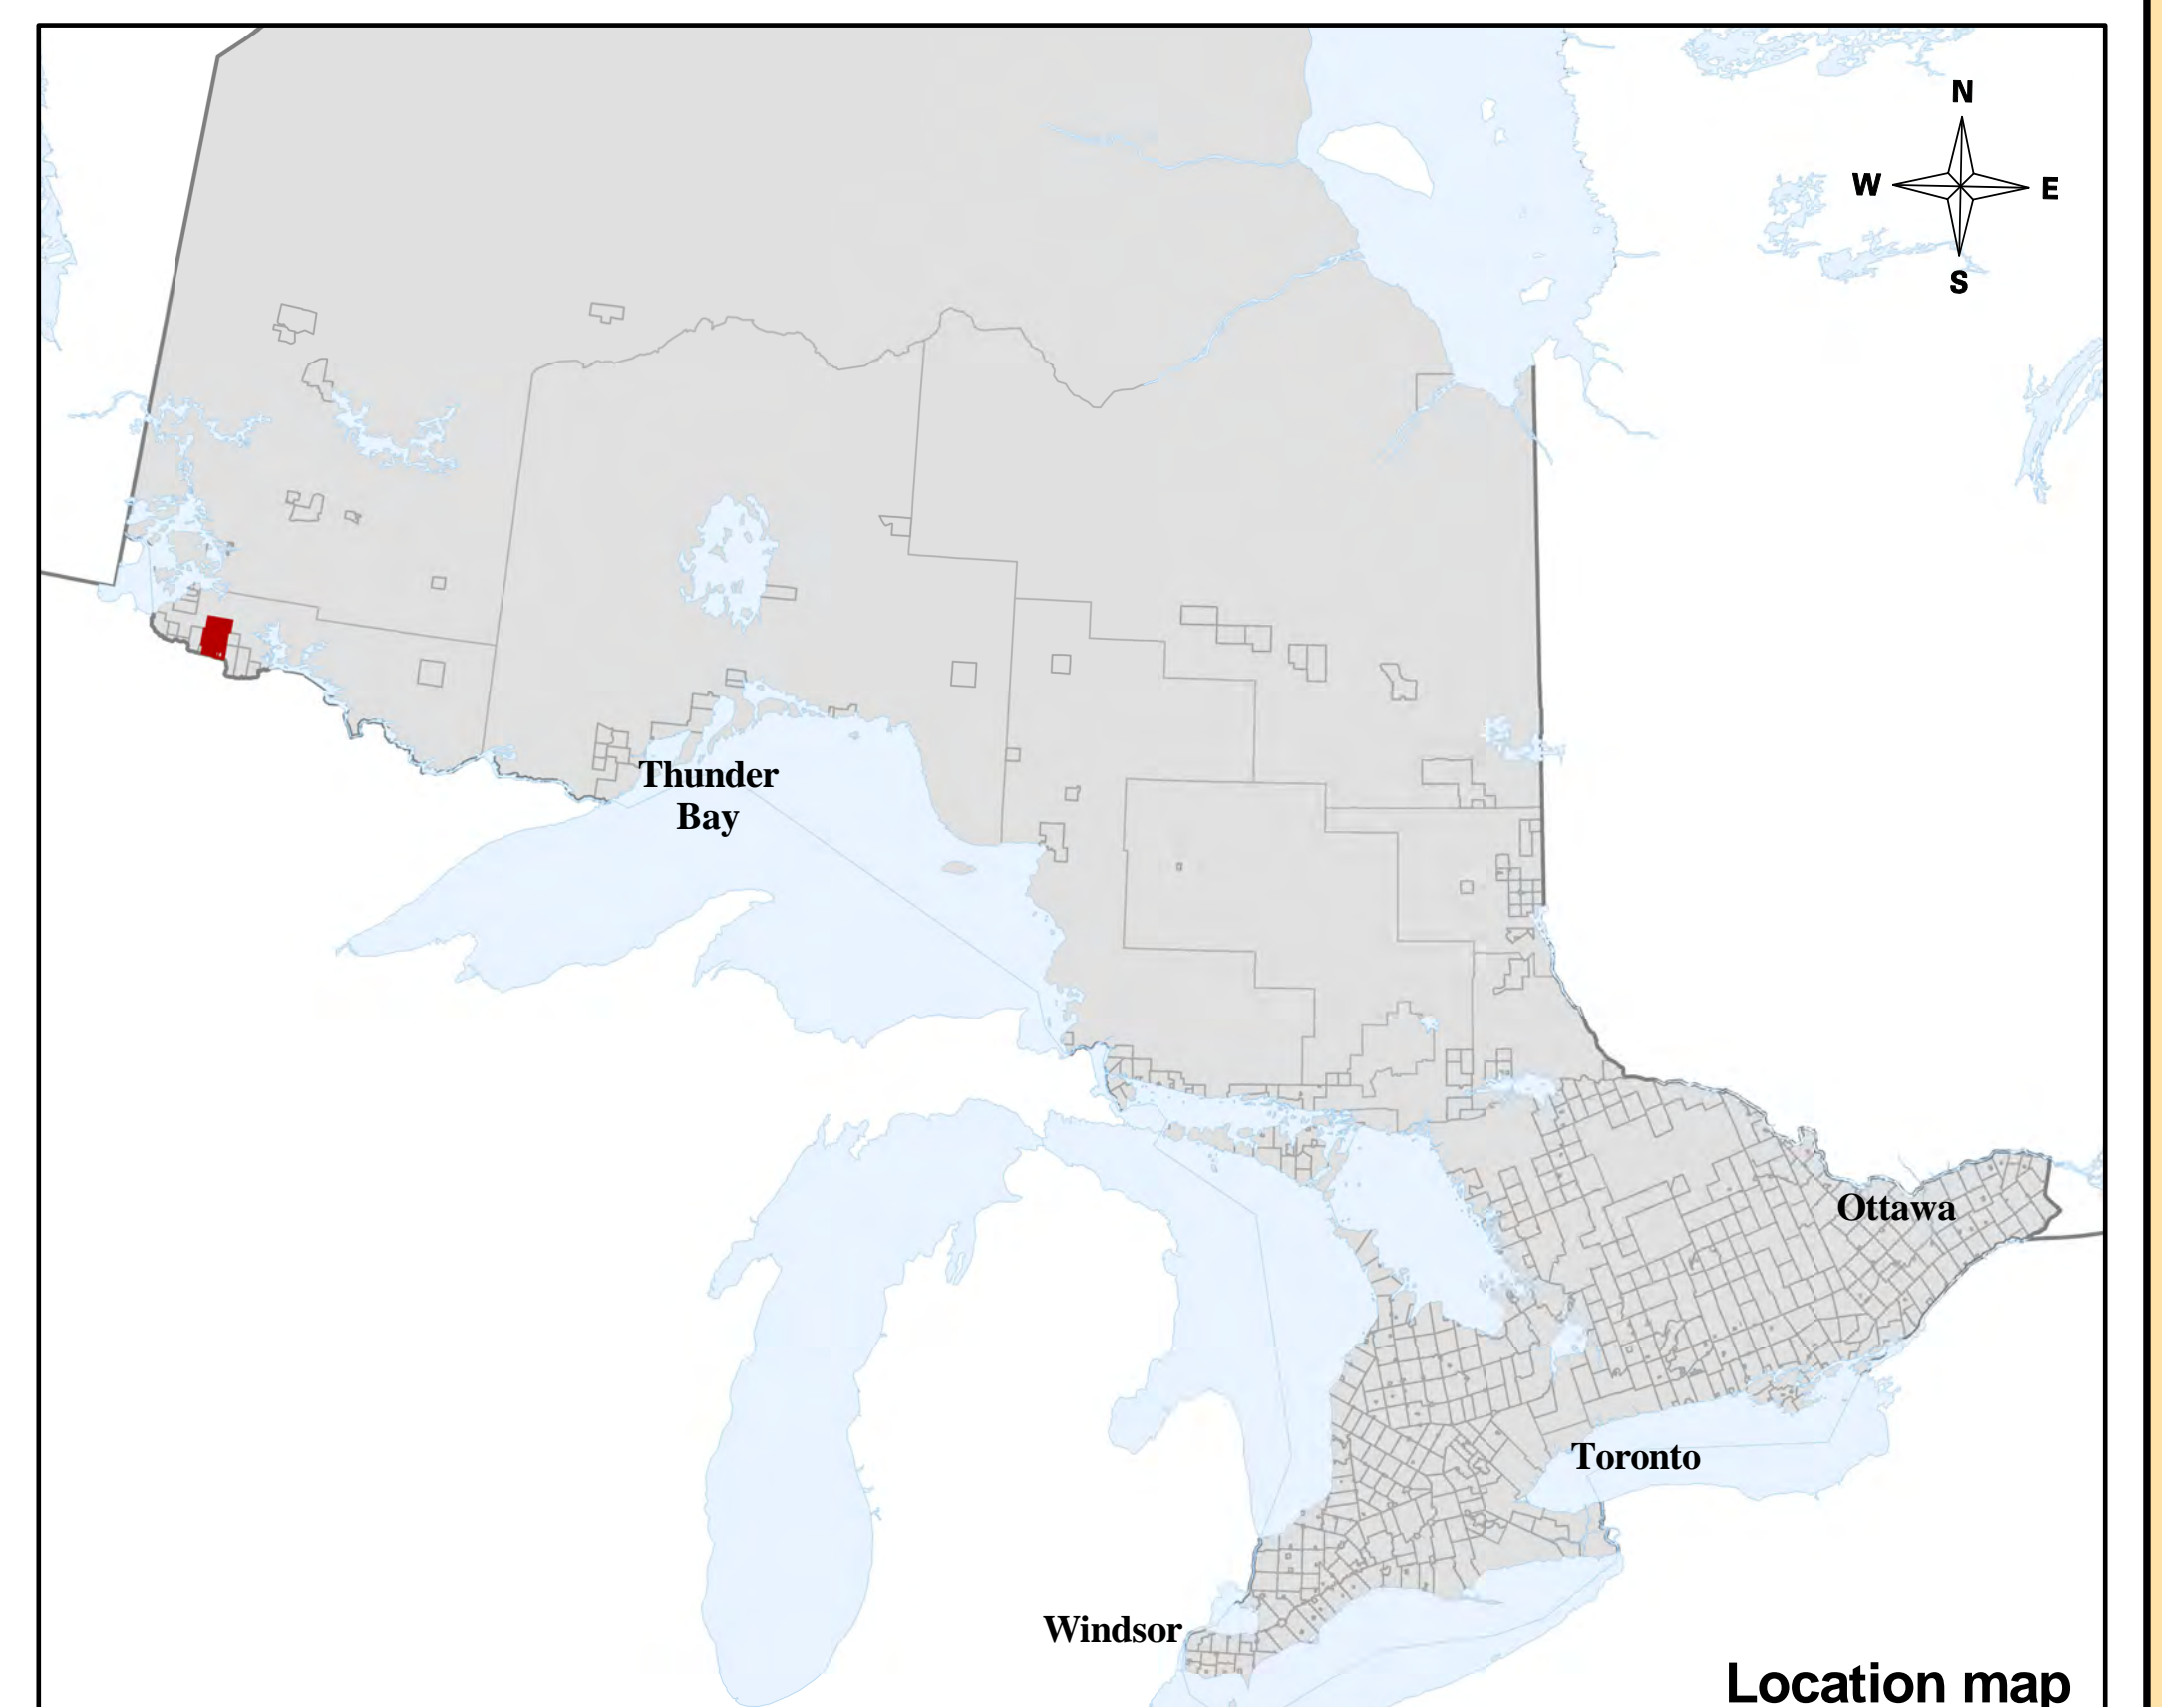 N
W E
S
Thunder
Bay
Ottawa
Toronto
Windsor
Location map